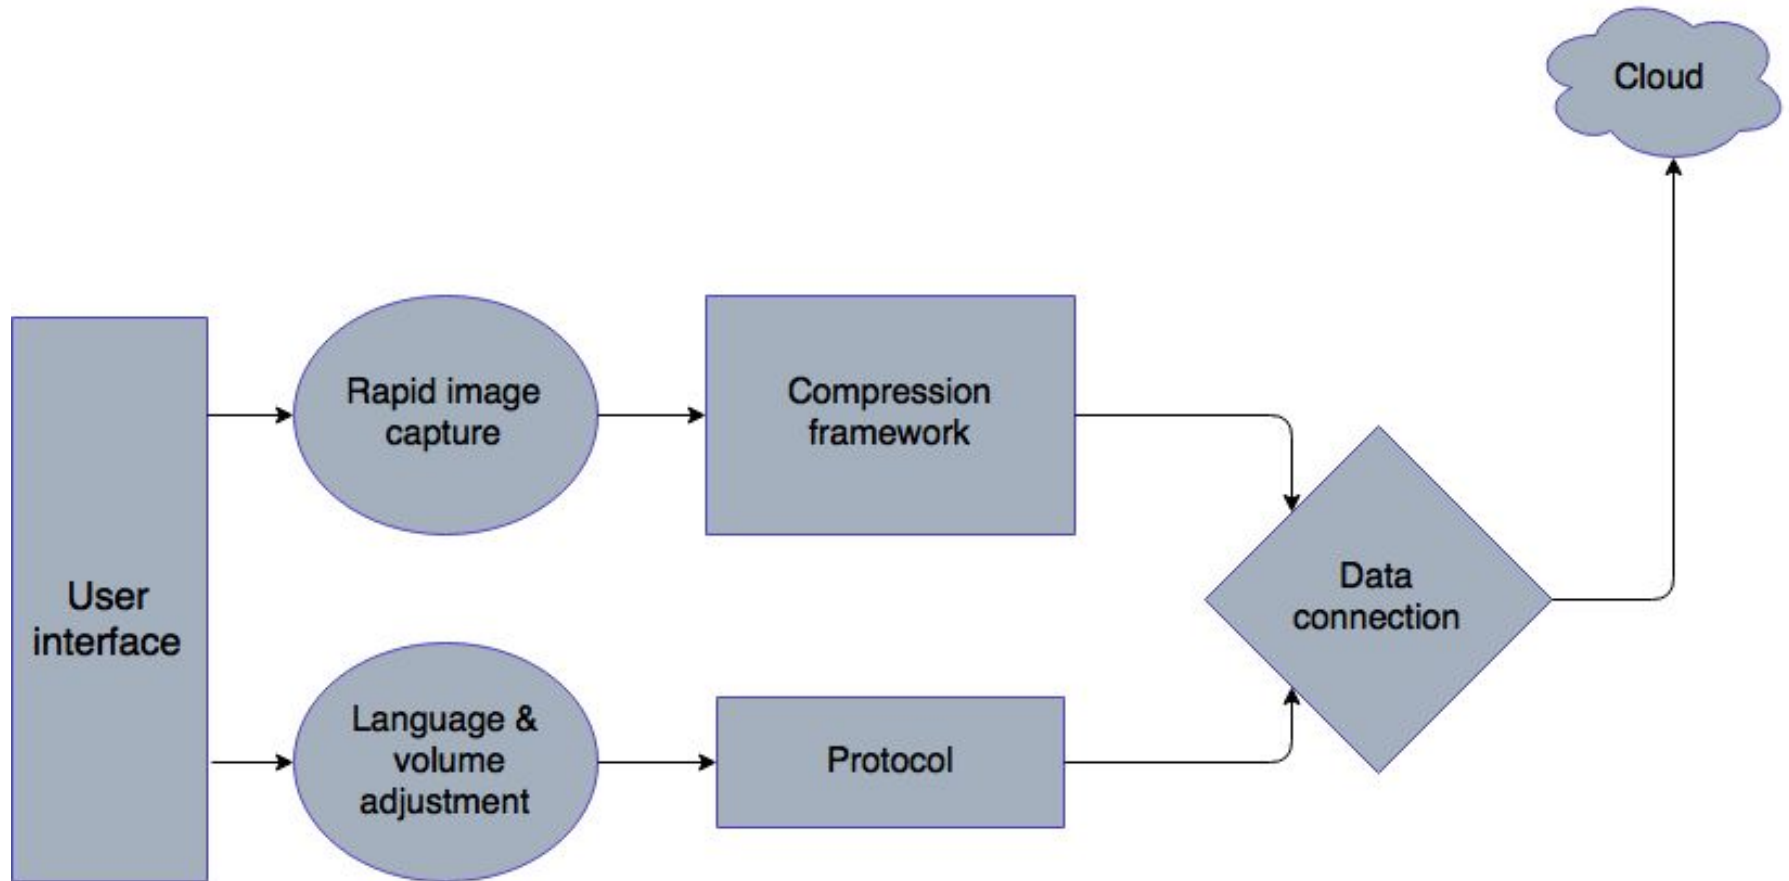 Cloud
Rapid image
capture
Compression
framework
User
interface
Data
connection
Language &
volume
adjustment
Protocol